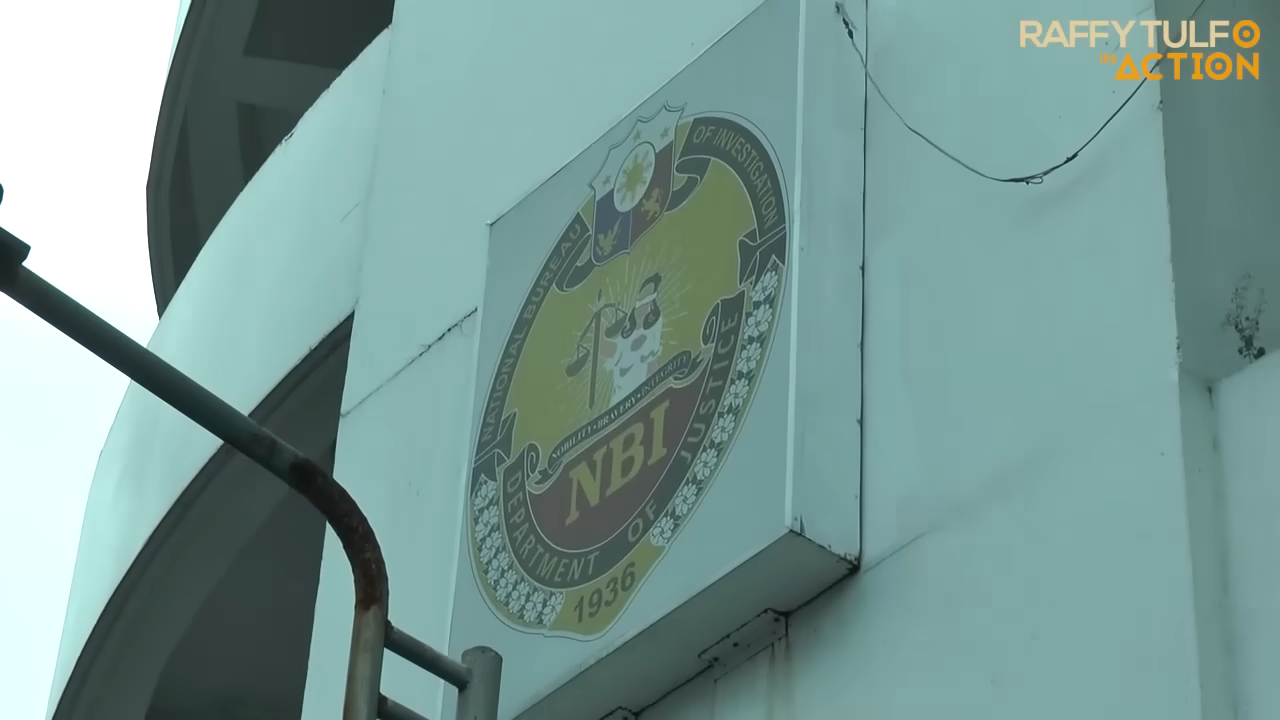 RAFFY TULFO
IN ACTION
NATIONAL BUREAU
OF INVESTIGATION
NOBILITY • BRAVERY • INTEGRITY
NBI
DEPARTMENT OF JUSTICE
1936